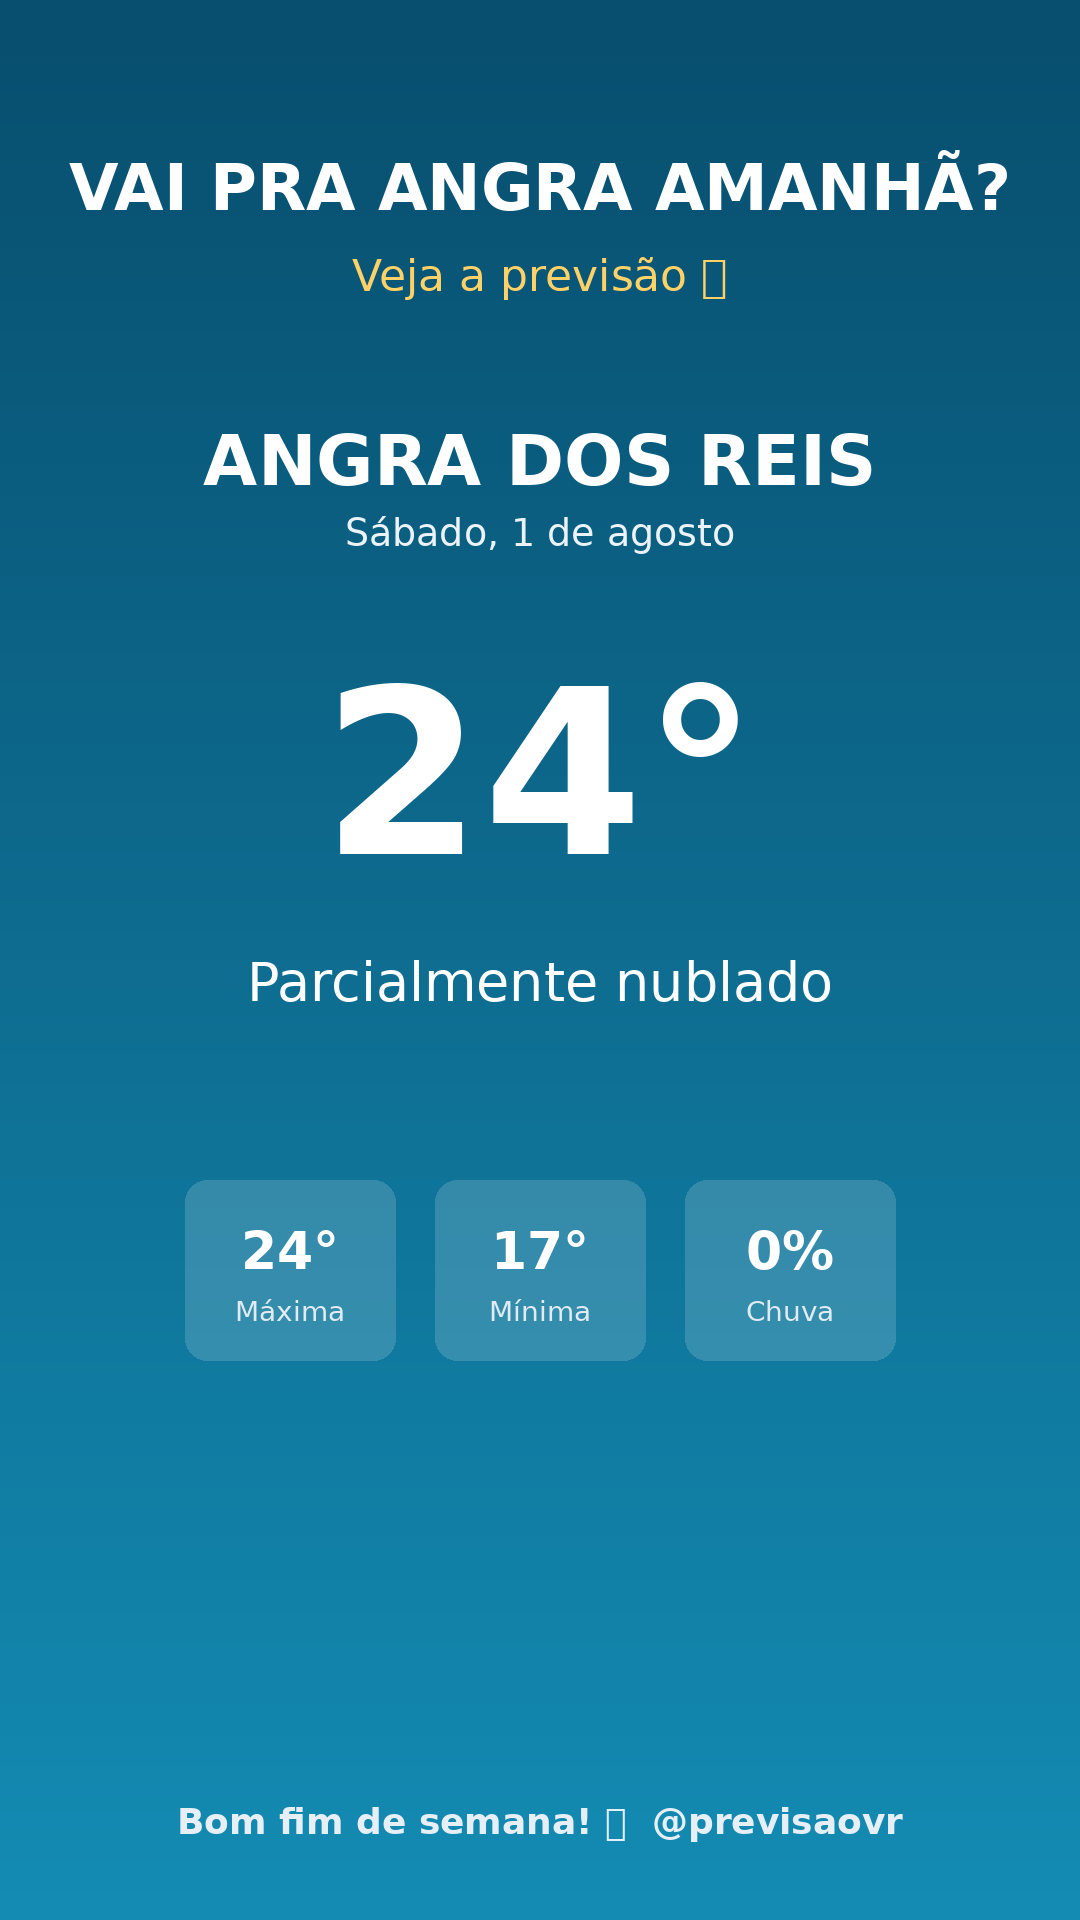 VAI PRA ANGRA AMANHÃ?
Veja a previsão
ANGRA DOS REIS
Sábado, 1 de agosto
24°
Parcialmente nublado
24° 17° 0%
Máxima Mínima Chuva
Bom fim de semana! @previsaovr